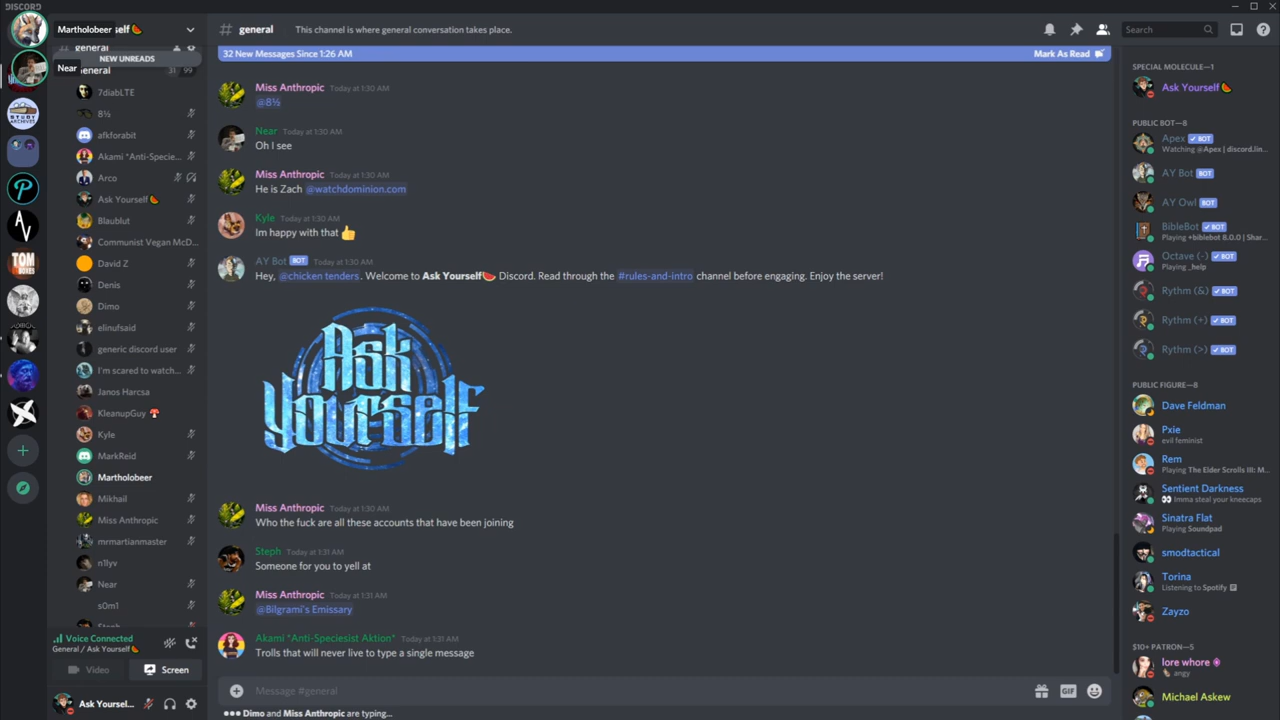 DISCORD
Martholobeer
self
Near
general
NEW UNREADS
General 31 99
7diabLTE
8½
afkforabit
Akami *Anti-Specie...
Arco
Ask Yourself
Blaublut
Communist Vegan McD...
David Z
Denis
Dimo
elinufsaid
generic discord user
I'm scared to watch...
Janos Harcsa
KleanupGuy
Kyle
MarkReid
Martholobeer
Mikhail
Miss Anthropic
mrmartianmaster
n1lyv
Near
s0m1
Steph
Voice Connected
General / Ask Yourself
Video Screen
Ask Yoursel...
STUDY
ARCHIVES
TOM
BOXES
# general This channel is where general conversation takes place.
Search
32 New Messages Since 1:26 AM Mark As Read
Miss Anthropic Today at 1:30 AM
@8½
Near Today at 1:30 AM
Oh I see
Miss Anthropic Today at 1:30 AM
He is Zach @watchdominion.com
Kyle Today at 1:30 AM
Im happy with that 👍
AY Bot BOT Today at 1:30 AM
Hey, @chicken tenders. Welcome to Ask Yourself🍉 Discord. Read through the #rules-and-intro channel before engaging. Enjoy the server!
Ask
Yourself
Miss Anthropic Today at 1:30 AM
Who the fuck are all these accounts that have been joining
Steph Today at 1:31 AM
Someone for you to yell at
Miss Anthropic Today at 1:31 AM
@Bilgrami's Emissary
Akami *Anti-Speciesist Aktion* Today at 1:31 AM
Trolls that will never live to type a single message
Message #general
GIF
Dimo and Miss Anthropic are typing...
SPECIAL MOLECULE—1
Ask Yourself
PUBLIC BOT—8
Apex ✓ BOT
Watching @Apex | discord.lin...
AY Bot BOT
AY Owl BOT
BibleBot ✓ BOT
Playing +biblebot 8.0.0 | Shar...
Octave (-) ✓ BOT
Playing _help
Rythm (&) ✓ BOT
Rythm (+) ✓ BOT
Rythm (>) ✓ BOT
PUBLIC FIGURE—8
Dave Feldman
Pxie
evil feminist
Rem
Playing The Elder Scrolls III: M...
Sentient Darkness
👀 Imma steal your kneecaps
Sinatra Flat
Playing Soundpad
smodtactical
Torina
Listening to Spotify
Zayzo
$10+ PATRON—5
lore whore
angy
Michael Askew